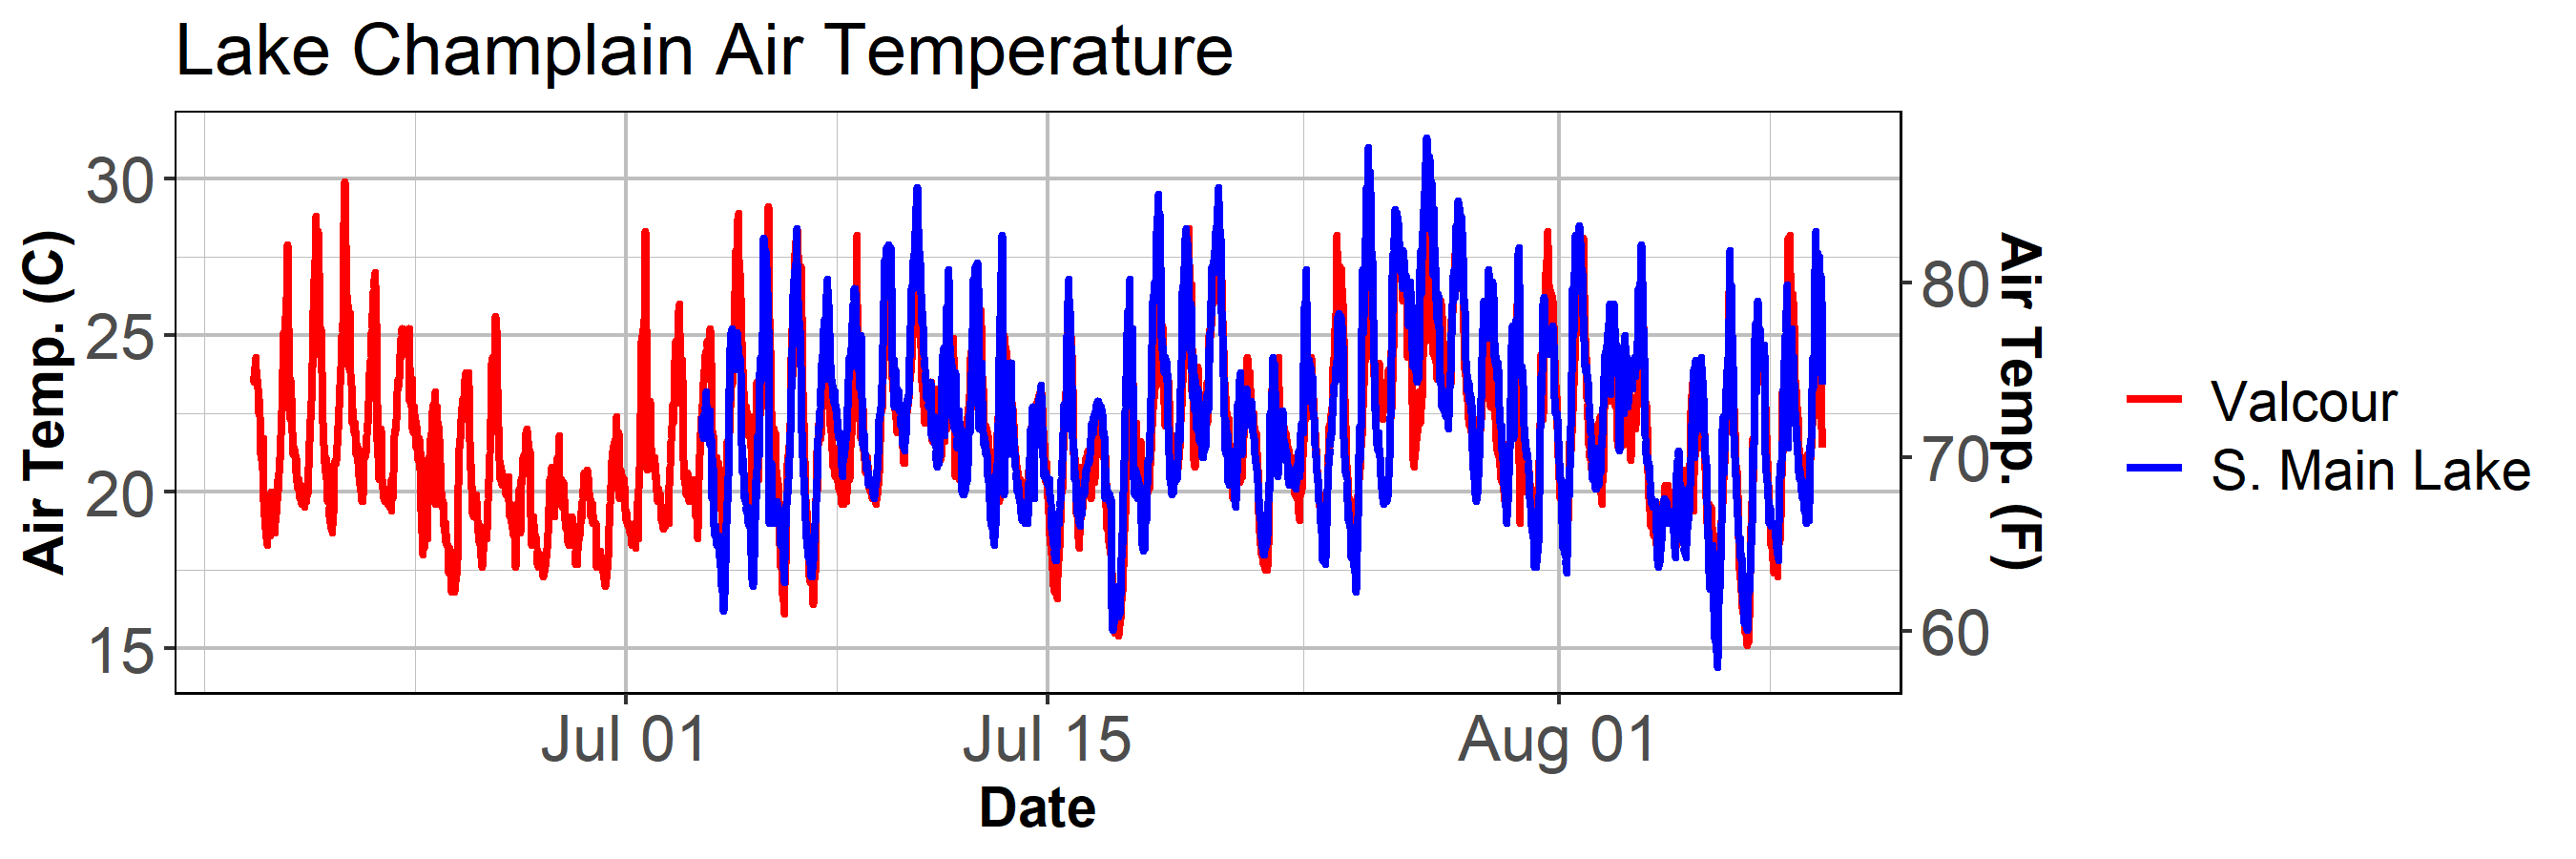 Lake Champlain Air Temperature
Air Temp. (C)
30
25
20
15
Jul 01
Jul 15
Aug 01
Date
80
70
60
Air Temp. (F)
Valcour
S. Main Lake